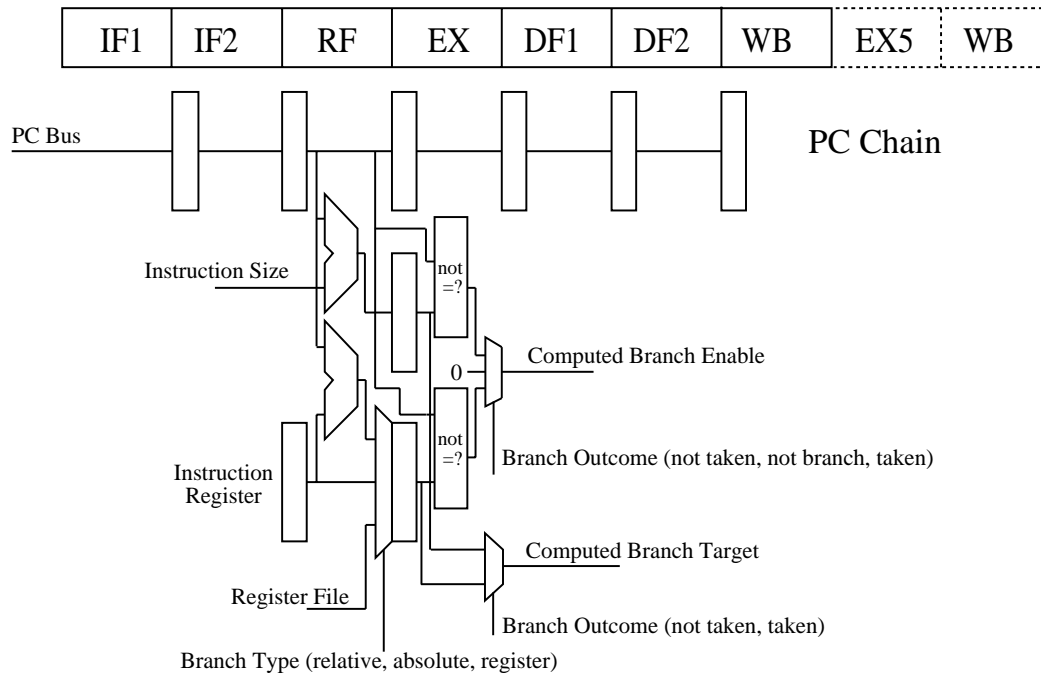 IF1 IF2 RF EX DF1 DF2 WB EX5 WB
PC Bus
PC Chain
Instruction Size
not
=?
Computed Branch Enable
0
not
=?
Branch Outcome (not taken, not branch, taken)
Instruction
Register
Computed Branch Target
Register File
Branch Outcome (not taken, taken)
Branch Type (relative, absolute, register)